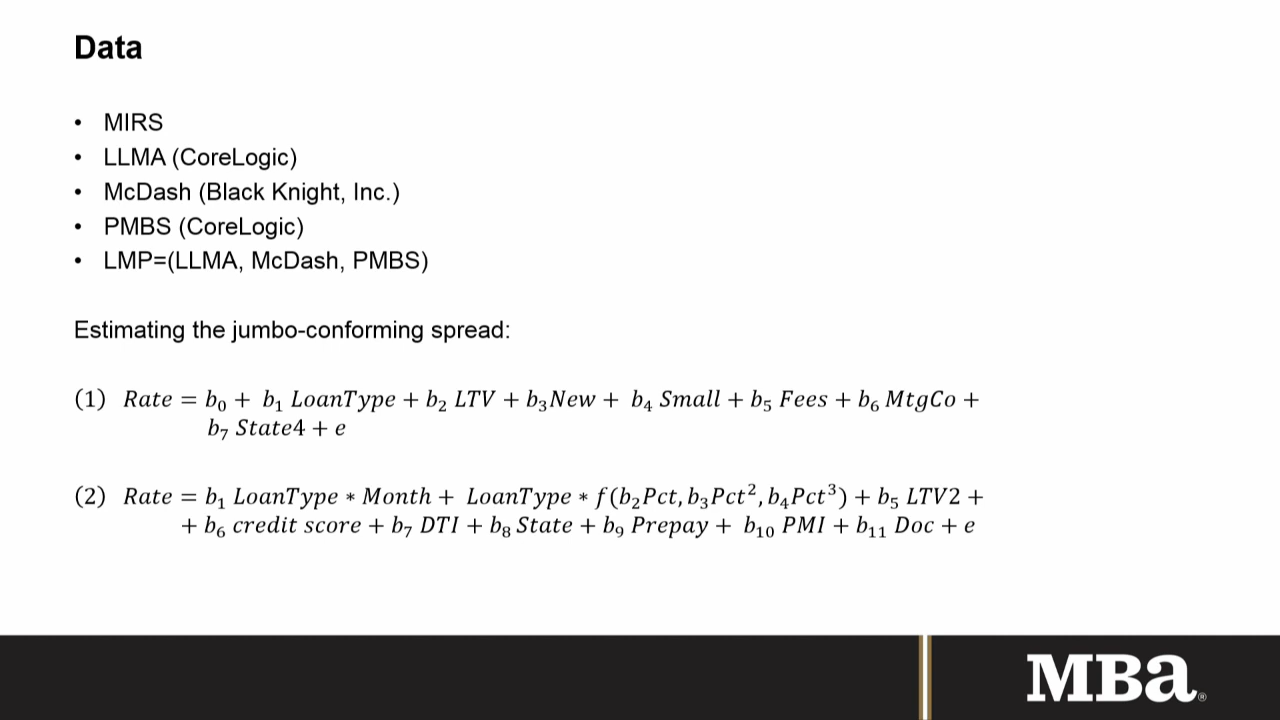 Data
• MIRS
• LLMA (CoreLogic)
• McDash (Black Knight, Inc.)
• PMBS (CoreLogic)
• LMP=(LLMA, McDash, PMBS)
Estimating the jumbo-conforming spread:
(1) Rate = b₀ + b₁ LoanType + b₂ LTV + b₃New + b₄ Small + b₅ Fees + b₆ MtgCo +
b₇ State4 + e
(2) Rate = b₁ LoanType * Month + LoanType * f(b₂Pct, b₃Pct², b₄Pct³) + b₅ LTV2 +
+ b₆ credit score + b₇ DTI + b₈ State + b₉ Prepay + b₁₀ PMI + b₁₁ Doc + e
MBa®